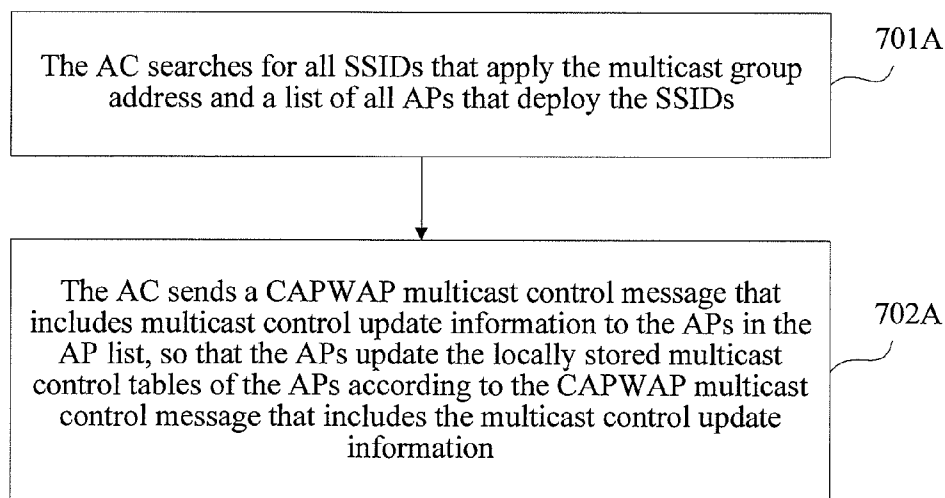 701A
The AC searches for all SSIDs that apply the multicast group
address and a list of all APs that deploy the SSIDs
The AC sends a CAPWAP multicast control message that
includes multicast control update information to the APs in the
AP list, so that the APs update the locally stored multicast
control tables of the APs according to the CAPWAP multicast
control message that includes the multicast control update
information
702A